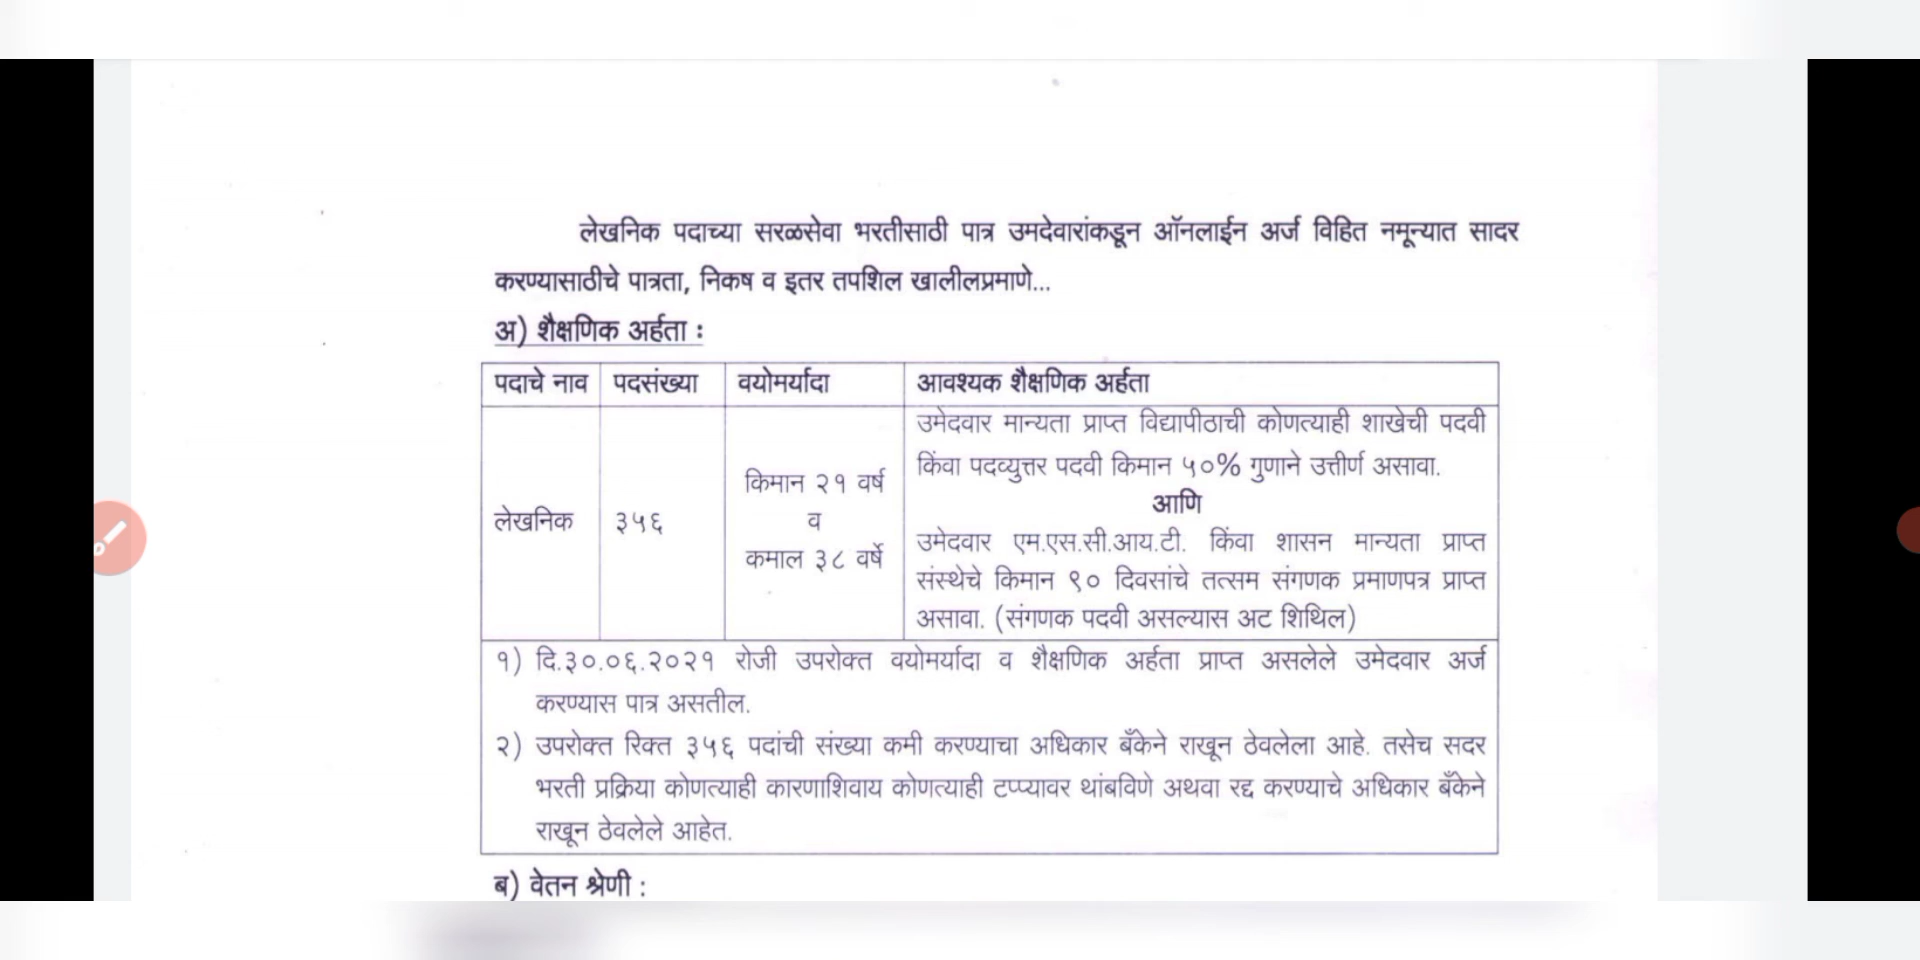 लेखनिक पदाच्या सरळसेवा भरतीसाठी पात्र उमदेवारांकडून ऑनलाईन अर्ज विहित नमून्यात सादर
करण्यासाठीचे पात्रता, निकष व इतर तपशिल खालीलप्रमाणे...
अ) शैक्षणिक अर्हता :
पदाचे नाव पदसंख्या वयोमर्यादा आवश्यक शैक्षणिक अर्हता
लेखनिक
३५६
किमान २१ वर्ष
व
कमाल ३८ वर्षे
उमेदवार मान्यता प्राप्त विद्यापीठाची कोणत्याही शाखेची पदवी
किंवा पदव्युत्तर पदवी किमान ५०% गुणाने उत्तीर्ण असावा.
आणि
उमेदवार एम.एस.सी.आय.टी. किंवा शासन मान्यता प्राप्त
संस्थेचे किमान ९० दिवसांचे तत्सम संगणक प्रमाणपत्र प्राप्त
असावा. (संगणक पदवी असल्यास अट शिथिल)
१) दि.३०.०६.२०२१ रोजी उपरोक्त वयोमर्यादा व शैक्षणिक अर्हता प्राप्त असलेले उमेदवार अर्ज
करण्यास पात्र असतील.
२) उपरोक्त रिक्त ३५६ पदांची संख्या कमी करण्याचा अधिकार बँकेने राखून ठेवलेला आहे. तसेच सदर
भरती प्रक्रिया कोणत्याही कारणाशिवाय कोणत्याही टप्प्यावर थांबविणे अथवा रद्द करण्याचे अधिकार बँकेने
राखून ठेवलेले आहेत.
ब) वेतन श्रेणी :